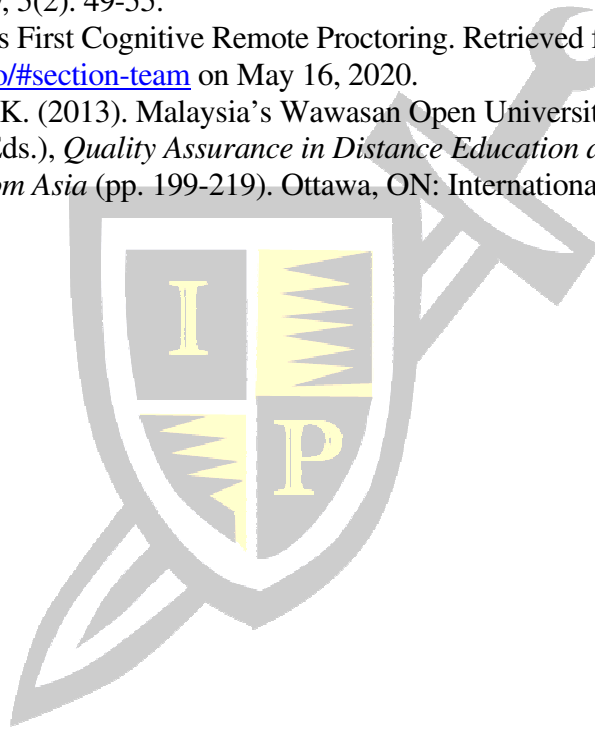 , 5(2). 49-55.
s First Cognitive Remote Proctoring. Retrieved f
o/#section-team on May 16, 2020.
K. (2013). Malaysia’s Wawasan Open Universit
Eds.), Quality Assurance in Distance Education a
om Asia (pp. 199-219). Ottawa, ON: Internationa
I
P